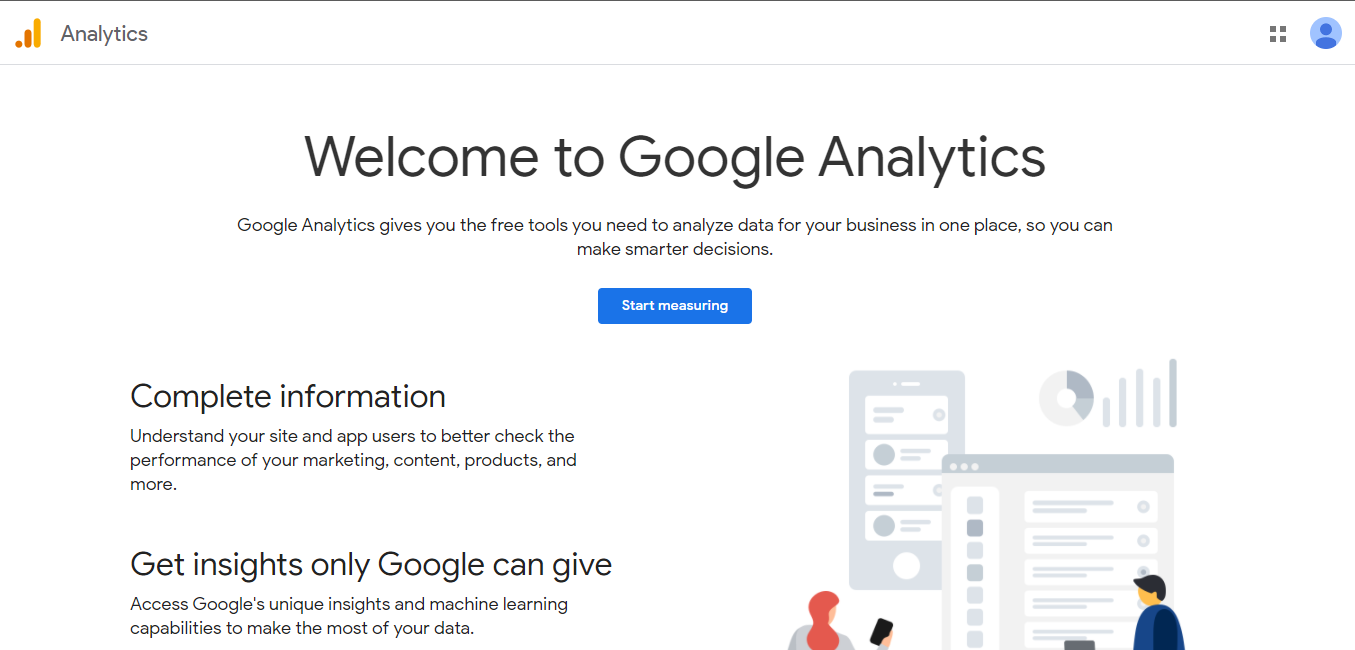 Analytics
Welcome to Google Analytics
Google Analytics gives you the free tools you need to analyze data for your business in one place, so you can
make smarter decisions.
Start measuring
Complete information
Understand your site and app users to better check the
performance of your marketing, content, products, and
more.
Get insights only Google can give
Access Google's unique insights and machine learning
capabilities to make the most of your data.